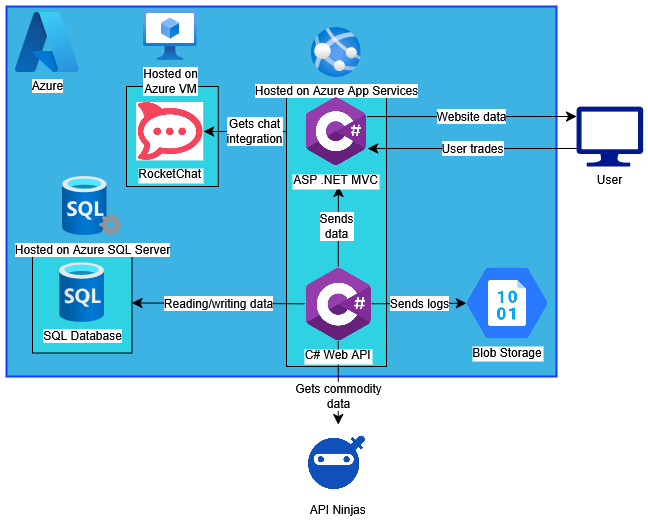 Azure
Hosted on
Azure VM
RocketChat
Hosted on Azure App Services
C#
ASP .NET MVC
Gets chat
integration
Website data
User trades
User
Sends
data
SQL
Hosted on Azure SQL Server
SQL
SQL Database
Reading/writing data
C#
C# Web API
Sends logs
10
01
Blob Storage
Gets commodity
data
API Ninjas